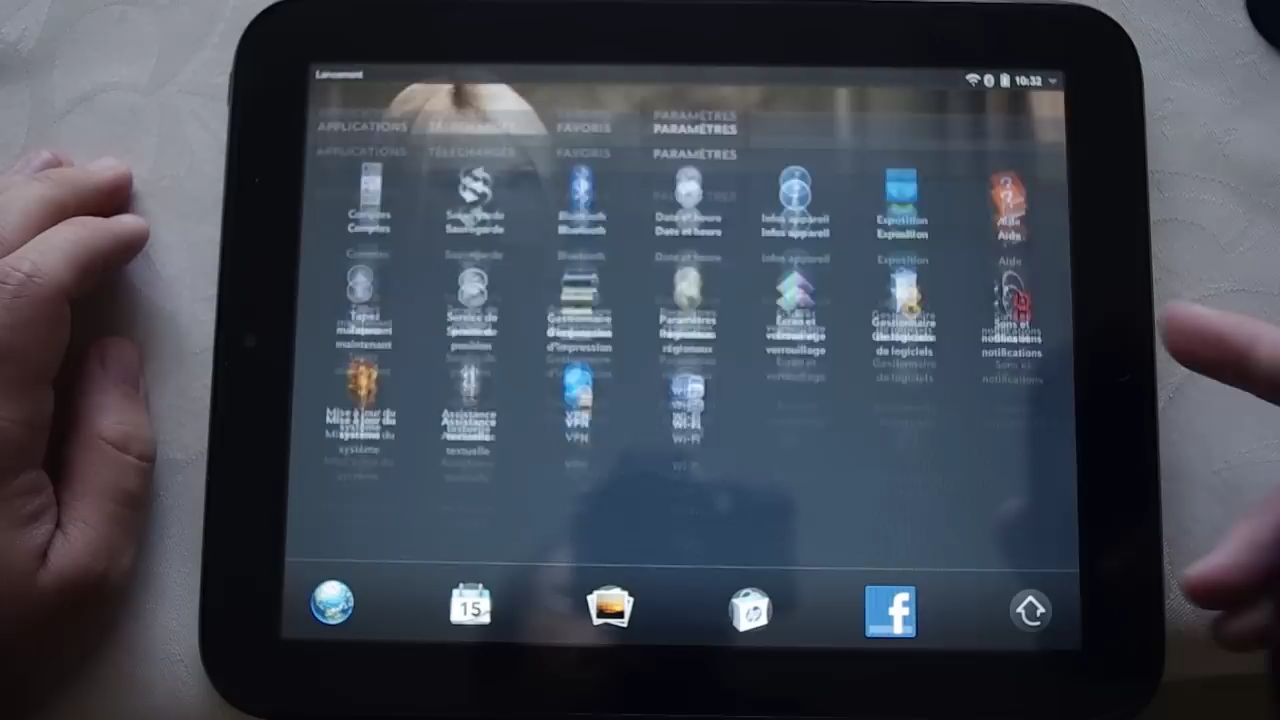 Lancement
10:32
APPLICATIONS
TÉLÉCHARGÉS
FAVORIS
PARAMÈTRES
Comptes
Sauvegarde
Bluetooth
Date et heure
Infos appareil
Exposition
Aide
Tapez
maintenant
Service de
position
Gestionnaire
d'impression
Paramètres
régionaux
Écran et
verrouillage
Gestionnaire
de logiciels
Sons et
notifications
Mise à jour du
système
Assistance
textuelle
VPN
Wi-Fi
15
hp
f